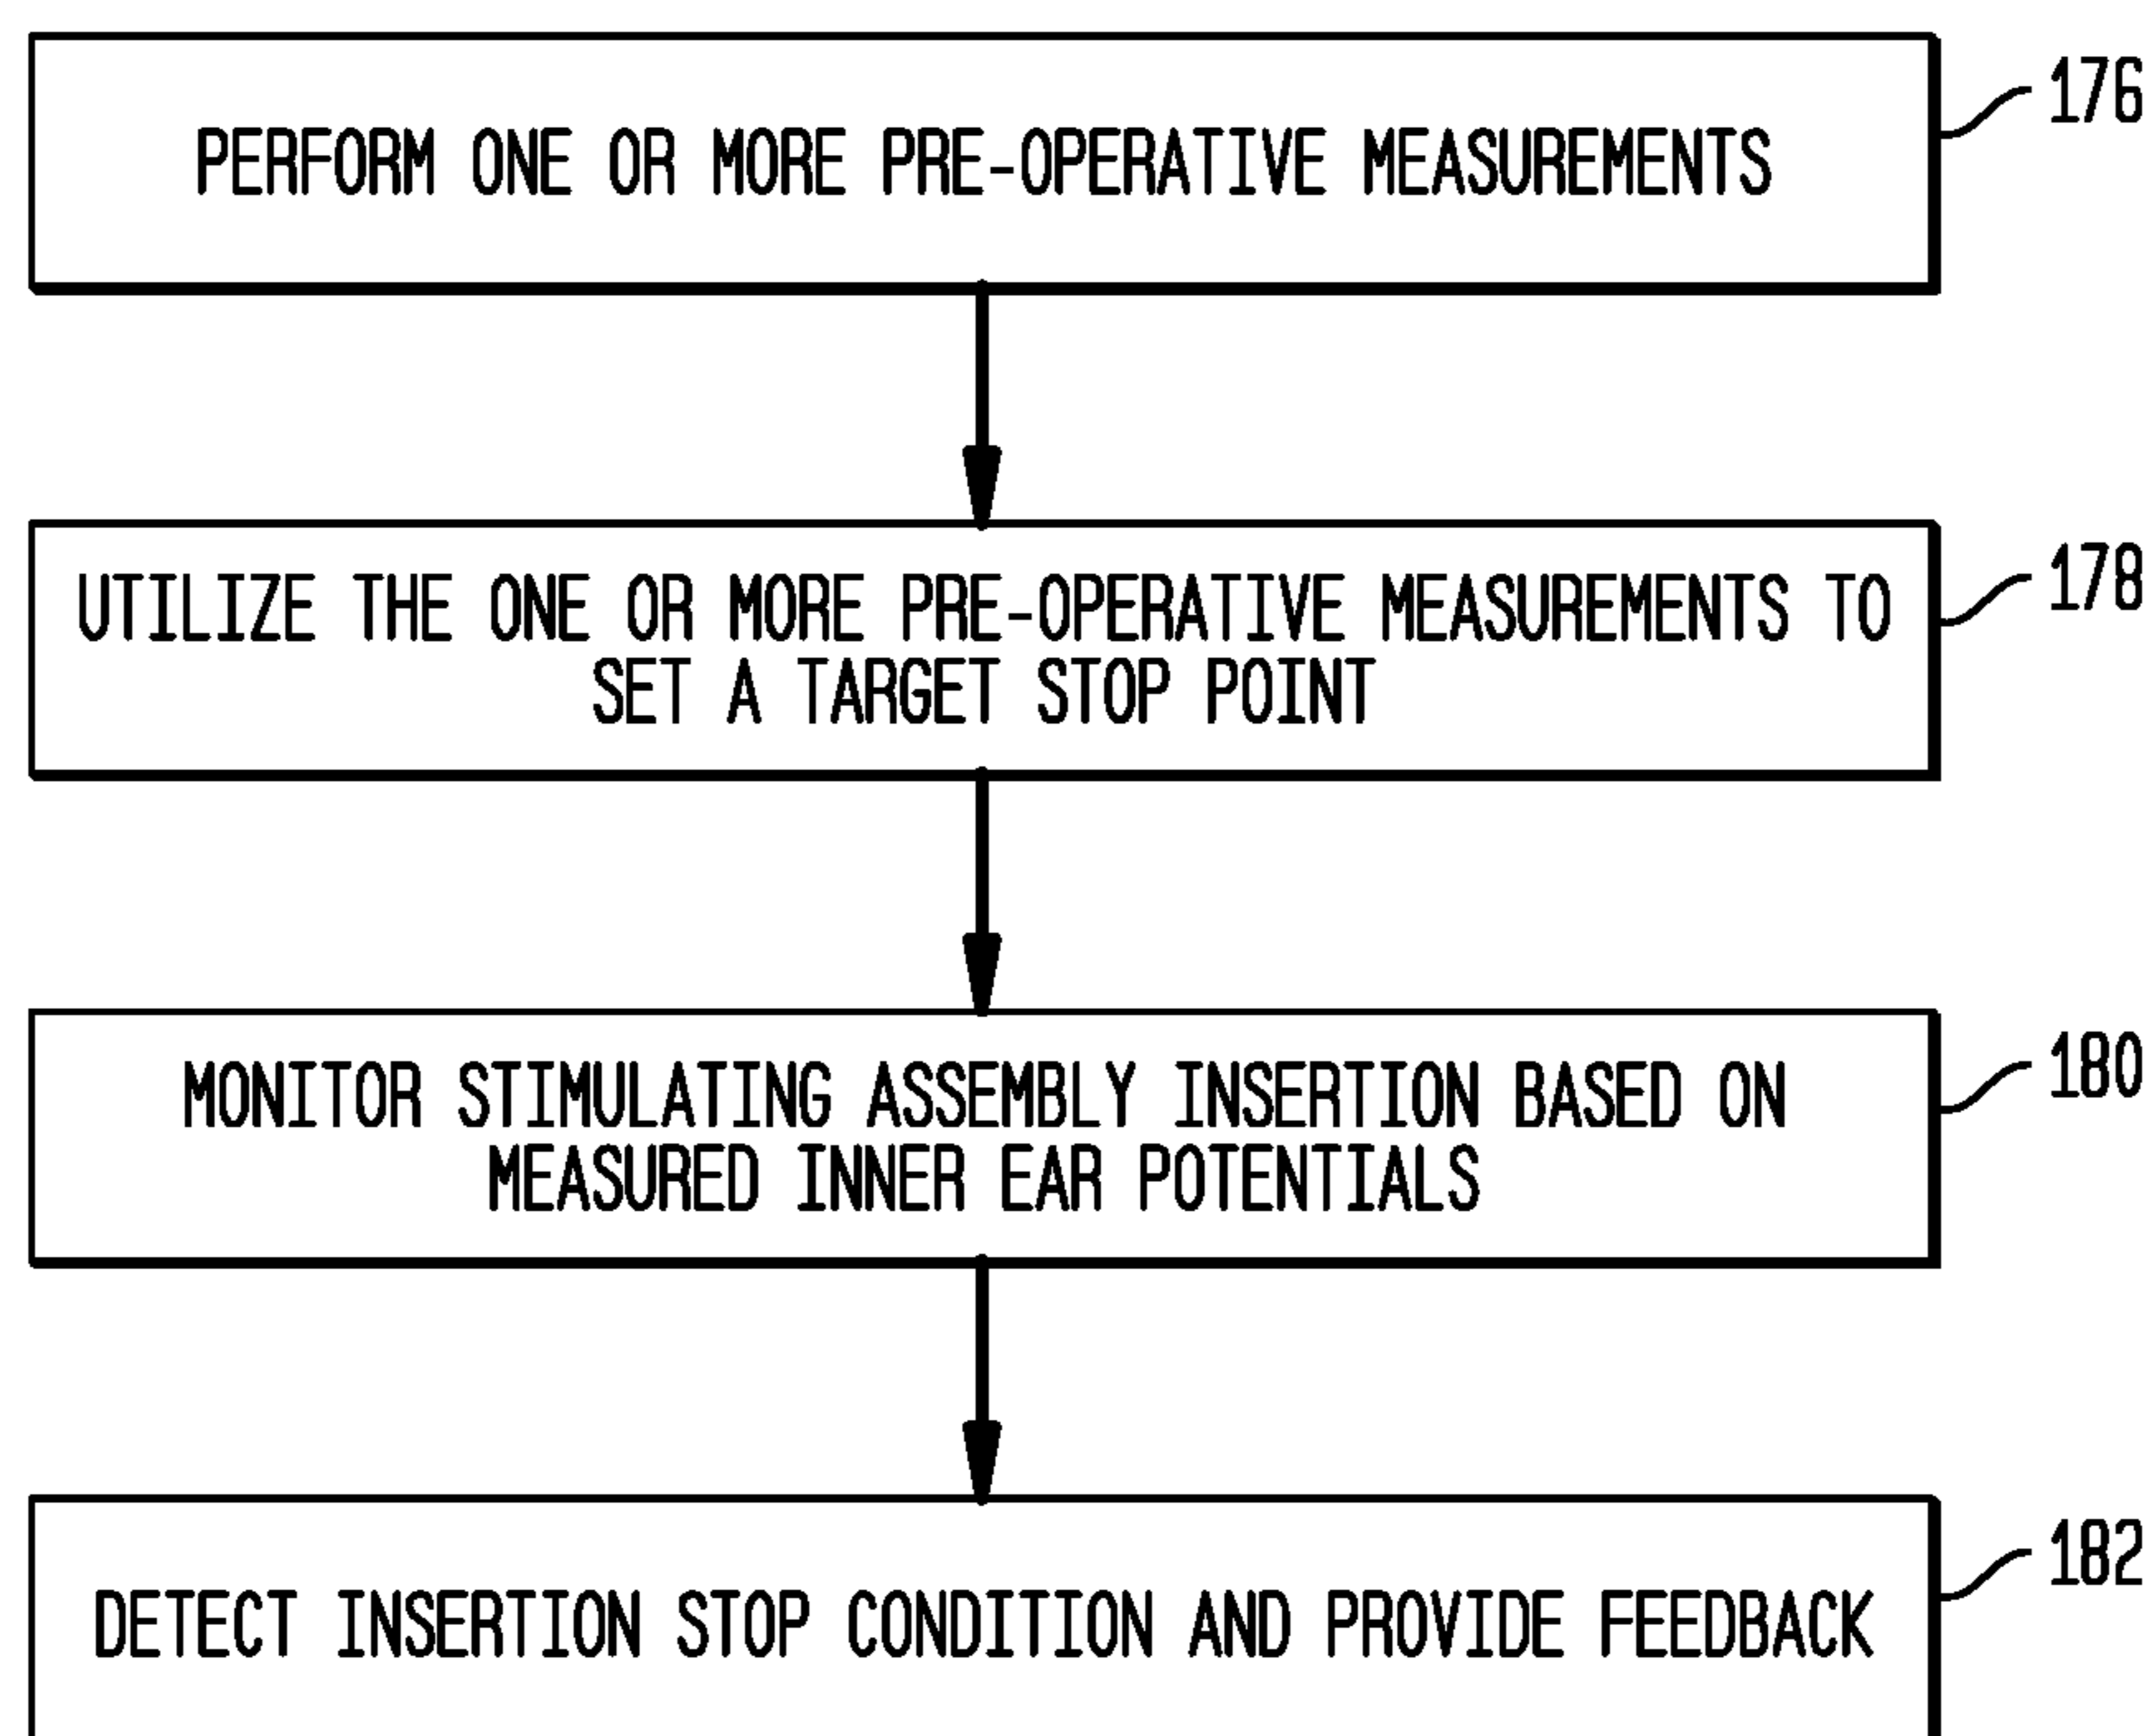 PERFORM ONE OR MORE PRE-OPERATIVE MEASUREMENTS
176
UTILIZE THE ONE OR MORE PRE-OPERATIVE MEASUREMENTS TO
SET A TARGET STOP POINT
178
MONITOR STIMULATING ASSEMBLY INSERTION BASED ON
MEASURED INNER EAR POTENTIALS
180
DETECT INSERTION STOP CONDITION AND PROVIDE FEEDBACK
182